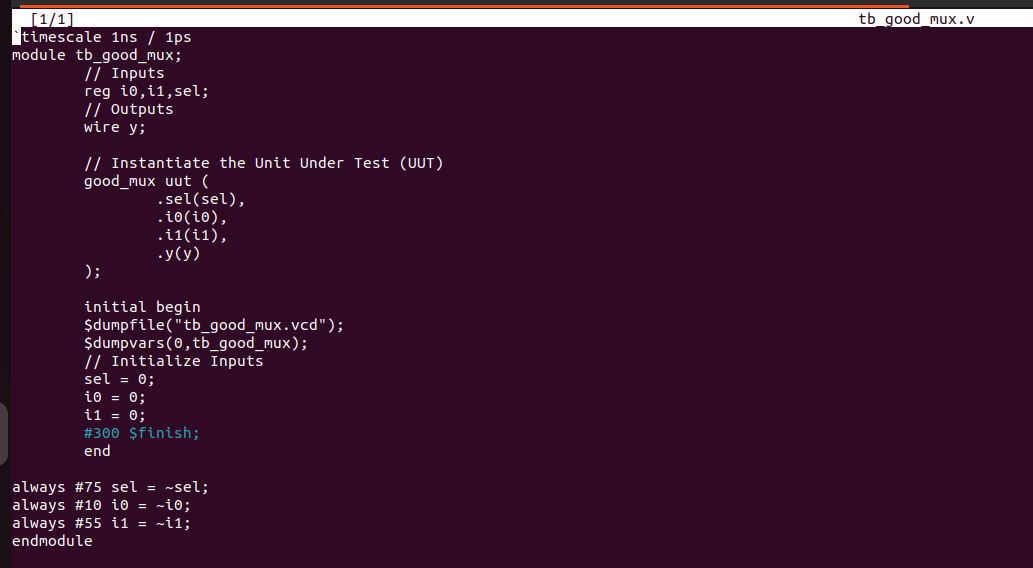 [1/1] tb_good_mux.v
`timescale 1ns / 1ps
module tb_good_mux;
// Inputs
reg i0,i1,sel;
// Outputs
wire y;
// Instantiate the Unit Under Test (UUT)
good_mux uut (
.sel(sel),
.i0(i0),
.i1(i1),
.y(y)
);
initial begin
$dumpfile("tb_good_mux.vcd");
$dumpvars(0,tb_good_mux);
// Initialize Inputs
sel = 0;
i0 = 0;
i1 = 0;
#300 $finish;
end
always #75 sel = ~sel;
always #10 i0 = ~i0;
always #55 i1 = ~i1;
endmodule